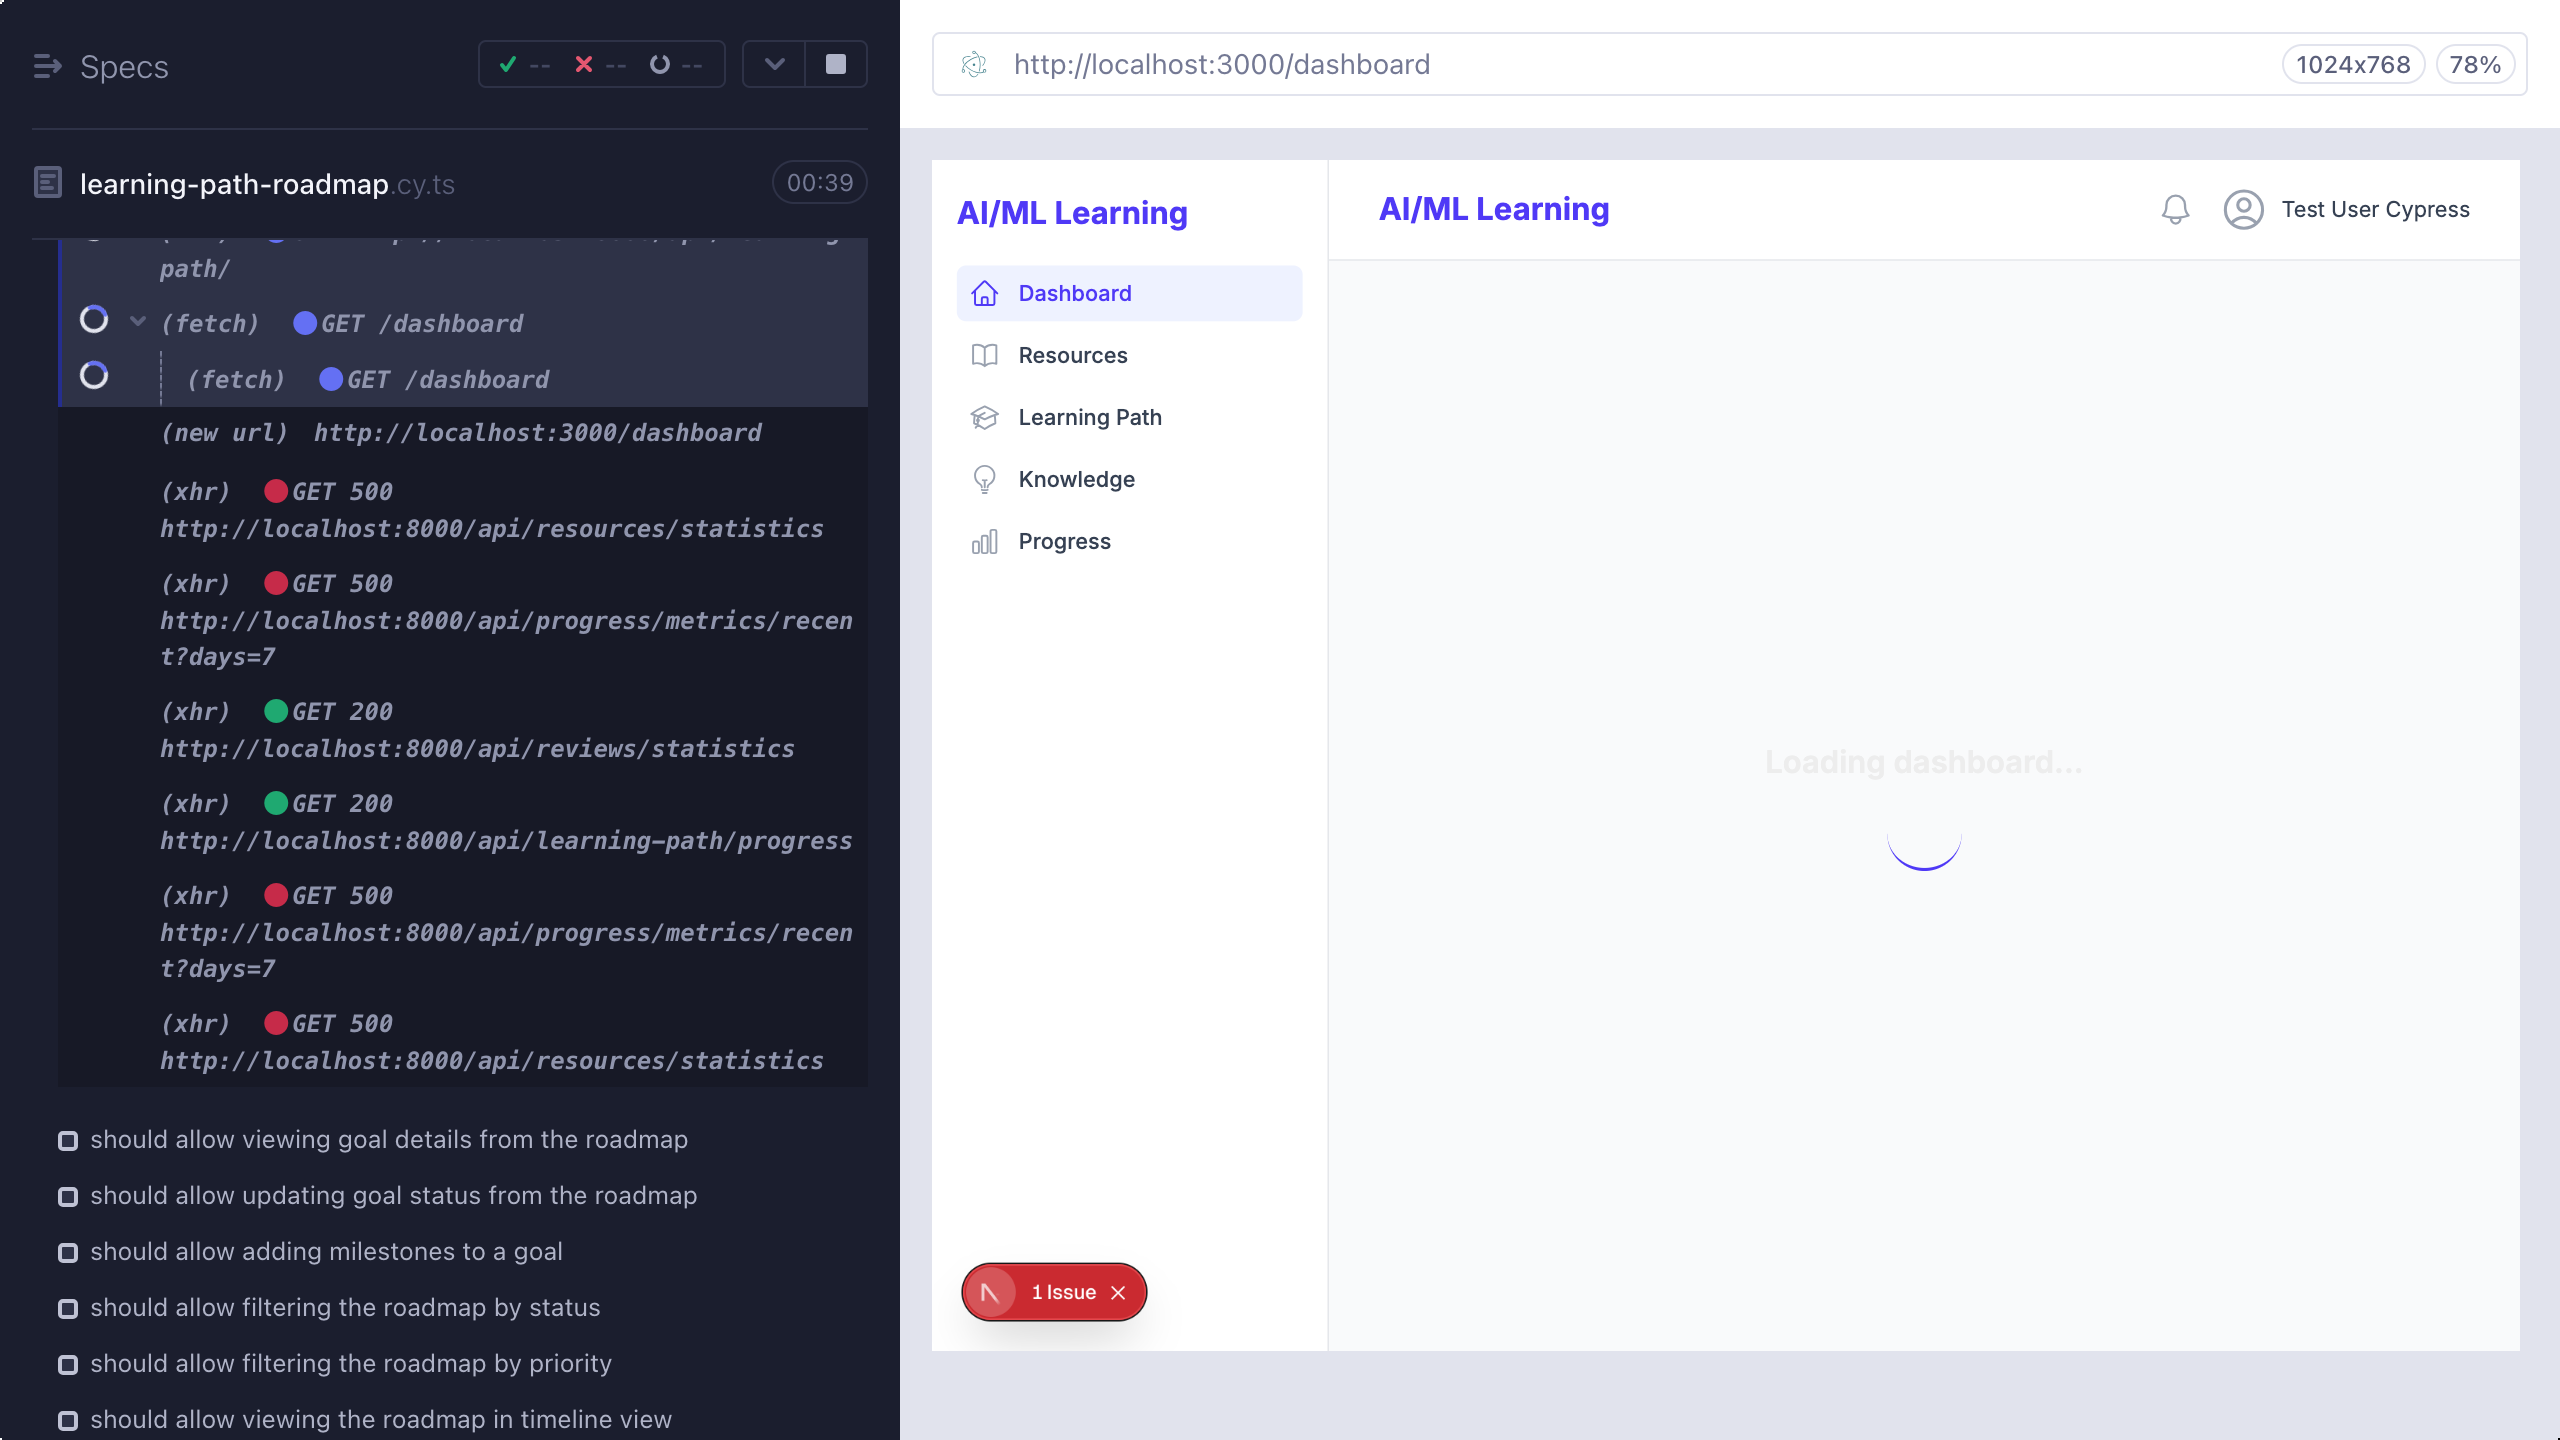 Specs
-- -- --
learning-path-roadmap.cy.ts
00:39
path/
(fetch) GET /dashboard
(fetch) GET /dashboard
(new url) http://localhost:3000/dashboard
(xhr) GET 500
http://localhost:8000/api/resources/statistics
(xhr) GET 500
http://localhost:8000/api/progress/metrics/recen
t?days=7
(xhr) GET 200
http://localhost:8000/api/reviews/statistics
(xhr) GET 200
http://localhost:8000/api/learning-path/progress
(xhr) GET 500
http://localhost:8000/api/progress/metrics/recen
t?days=7
(xhr) GET 500
http://localhost:8000/api/resources/statistics
should allow viewing goal details from the roadmap
should allow updating goal status from the roadmap
should allow adding milestones to a goal
should allow filtering the roadmap by status
should allow filtering the roadmap by priority
should allow viewing the roadmap in timeline view
http://localhost:3000/dashboard
1024x768
78%
AI/ML Learning
Dashboard
Resources
Learning Path
Knowledge
Progress
1 Issue
AI/ML Learning
Test User Cypress
Loading dashboard...